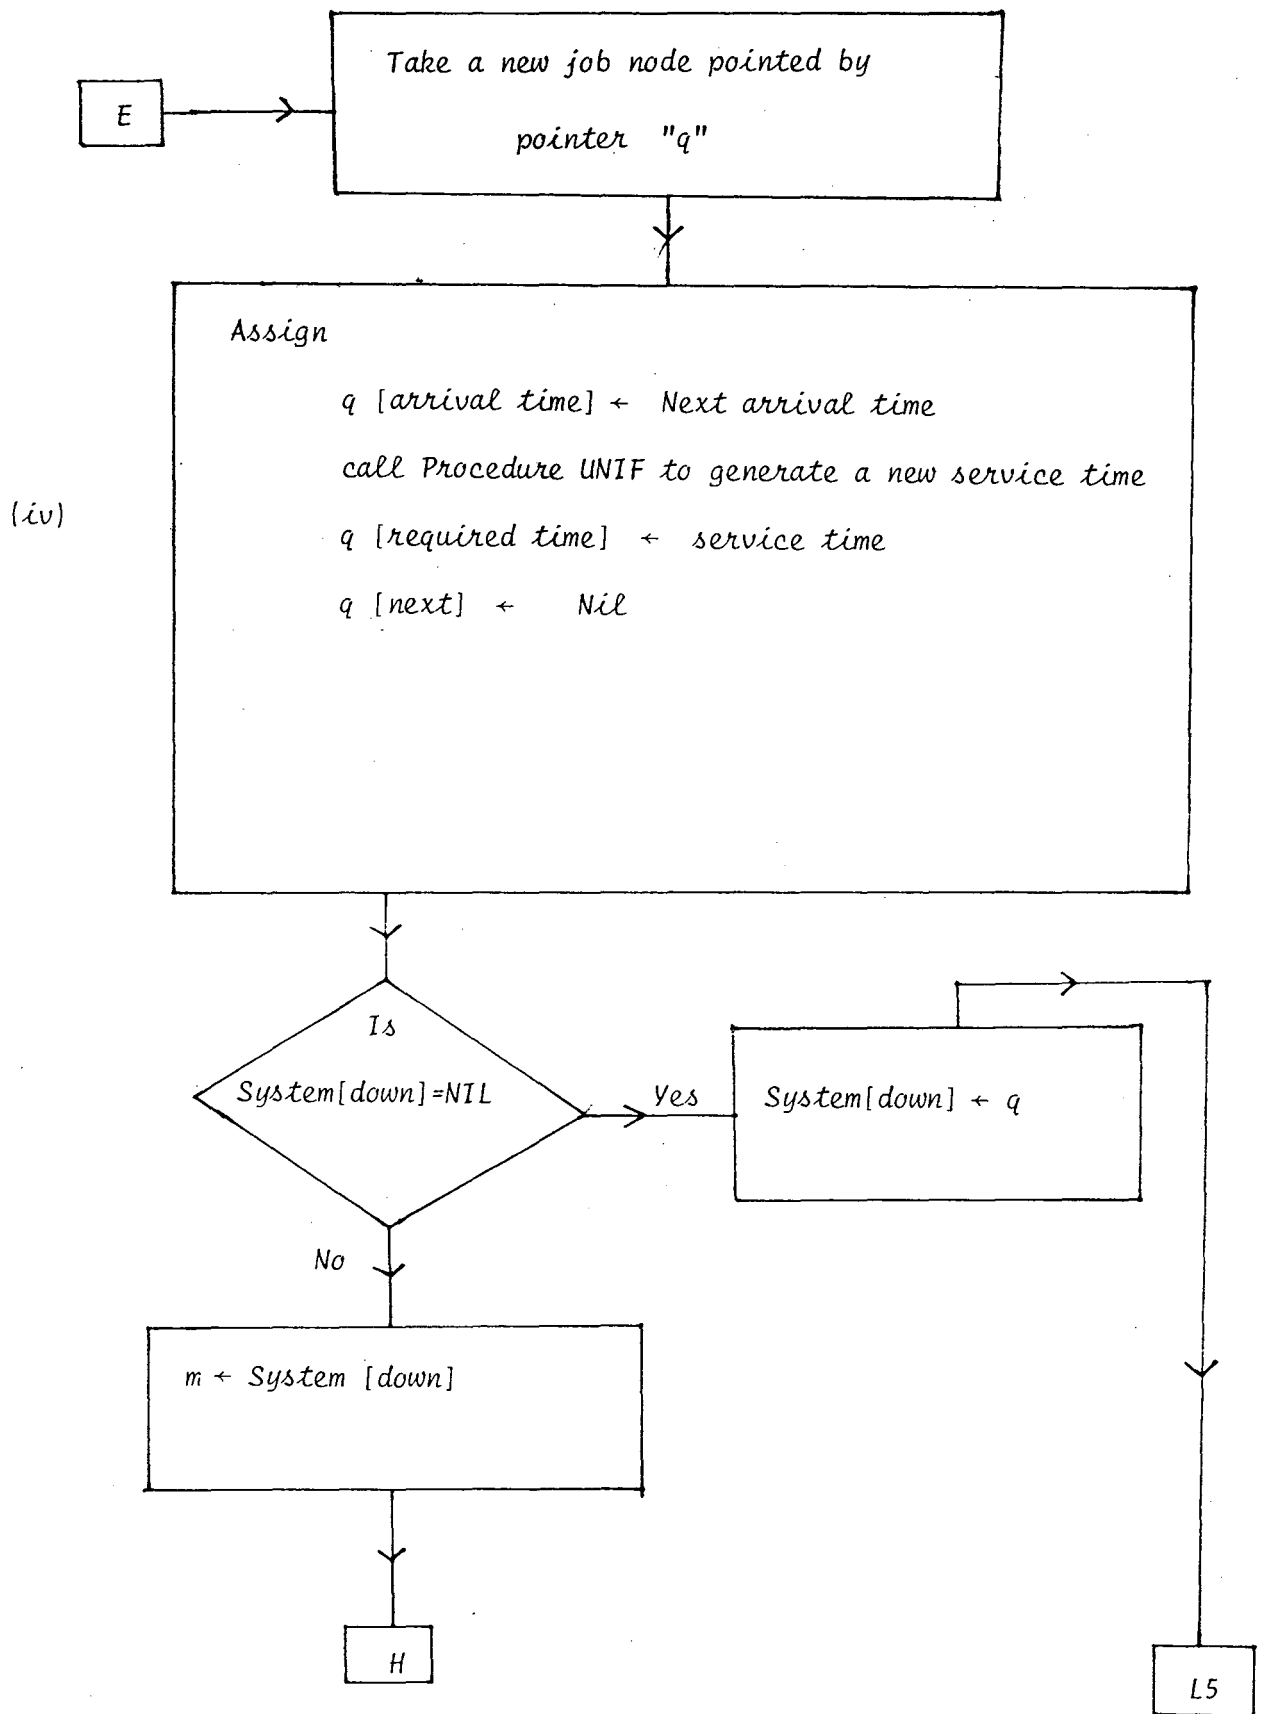 Take a new job node pointed by
E
pointer "q"
Assign
q [arrival time] ← Next arrival time
call Procedure UNIF to generate a new service time
(iv)
q [required time] ← service time
q [next] ← Nil
Is
System[down]=NIL
Yes
System[down] ← q
No
m ← System [down]
H
L5